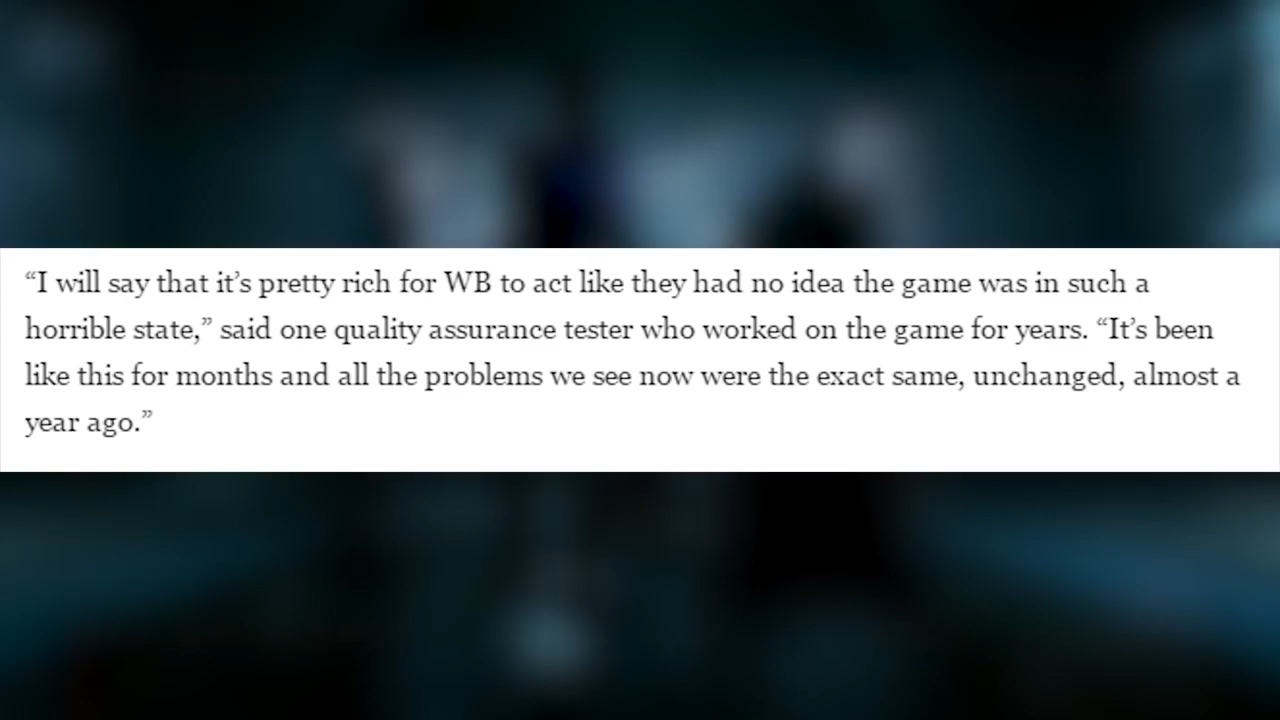 “I will say that it’s pretty rich for WB to act like they had no idea the game was in such a
horrible state,” said one quality assurance tester who worked on the game for years. “It’s been
like this for months and all the problems we see now were the exact same, unchanged, almost a
year ago.”